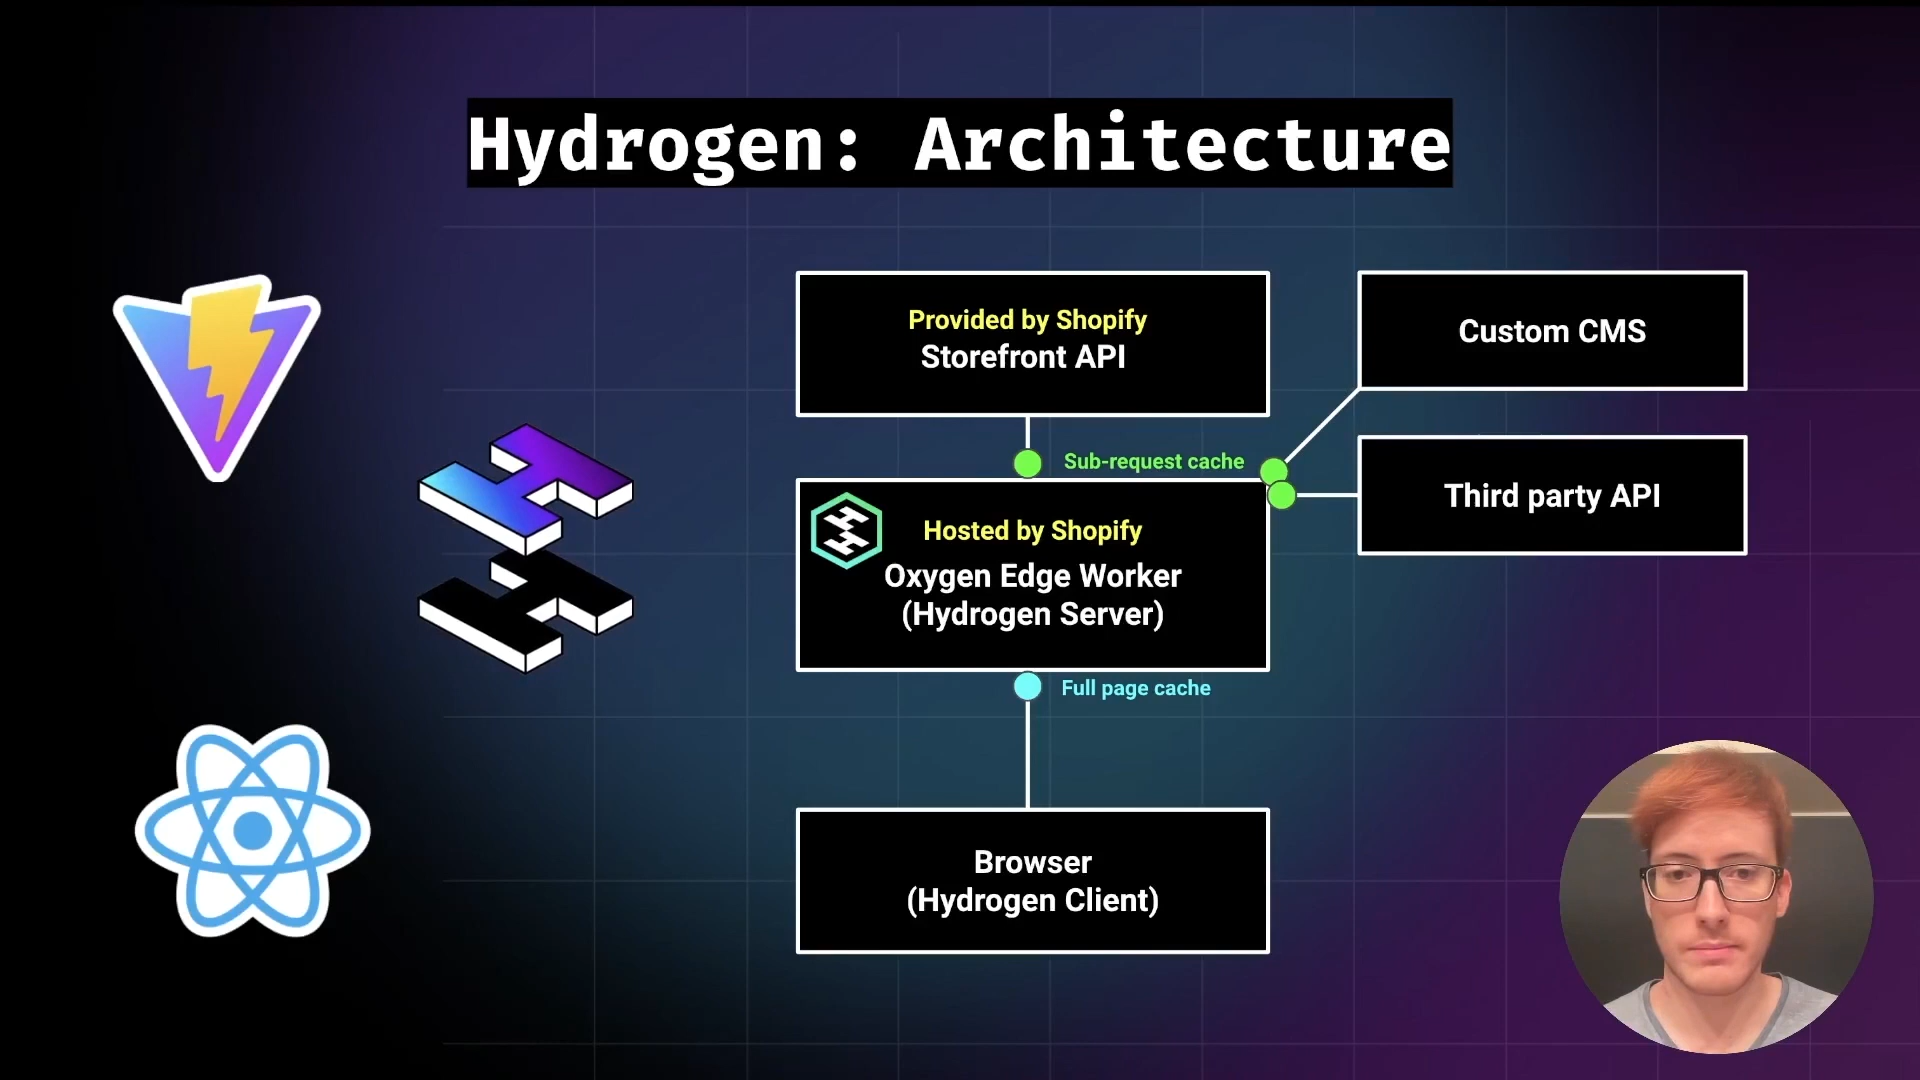 Hydrogen: Architecture
Provided by Shopify
Storefront API
Custom CMS
Sub-request cache
Third party API
Hosted by Shopify
Oxygen Edge Worker
(Hydrogen Server)
Full page cache
Browser
(Hydrogen Client)